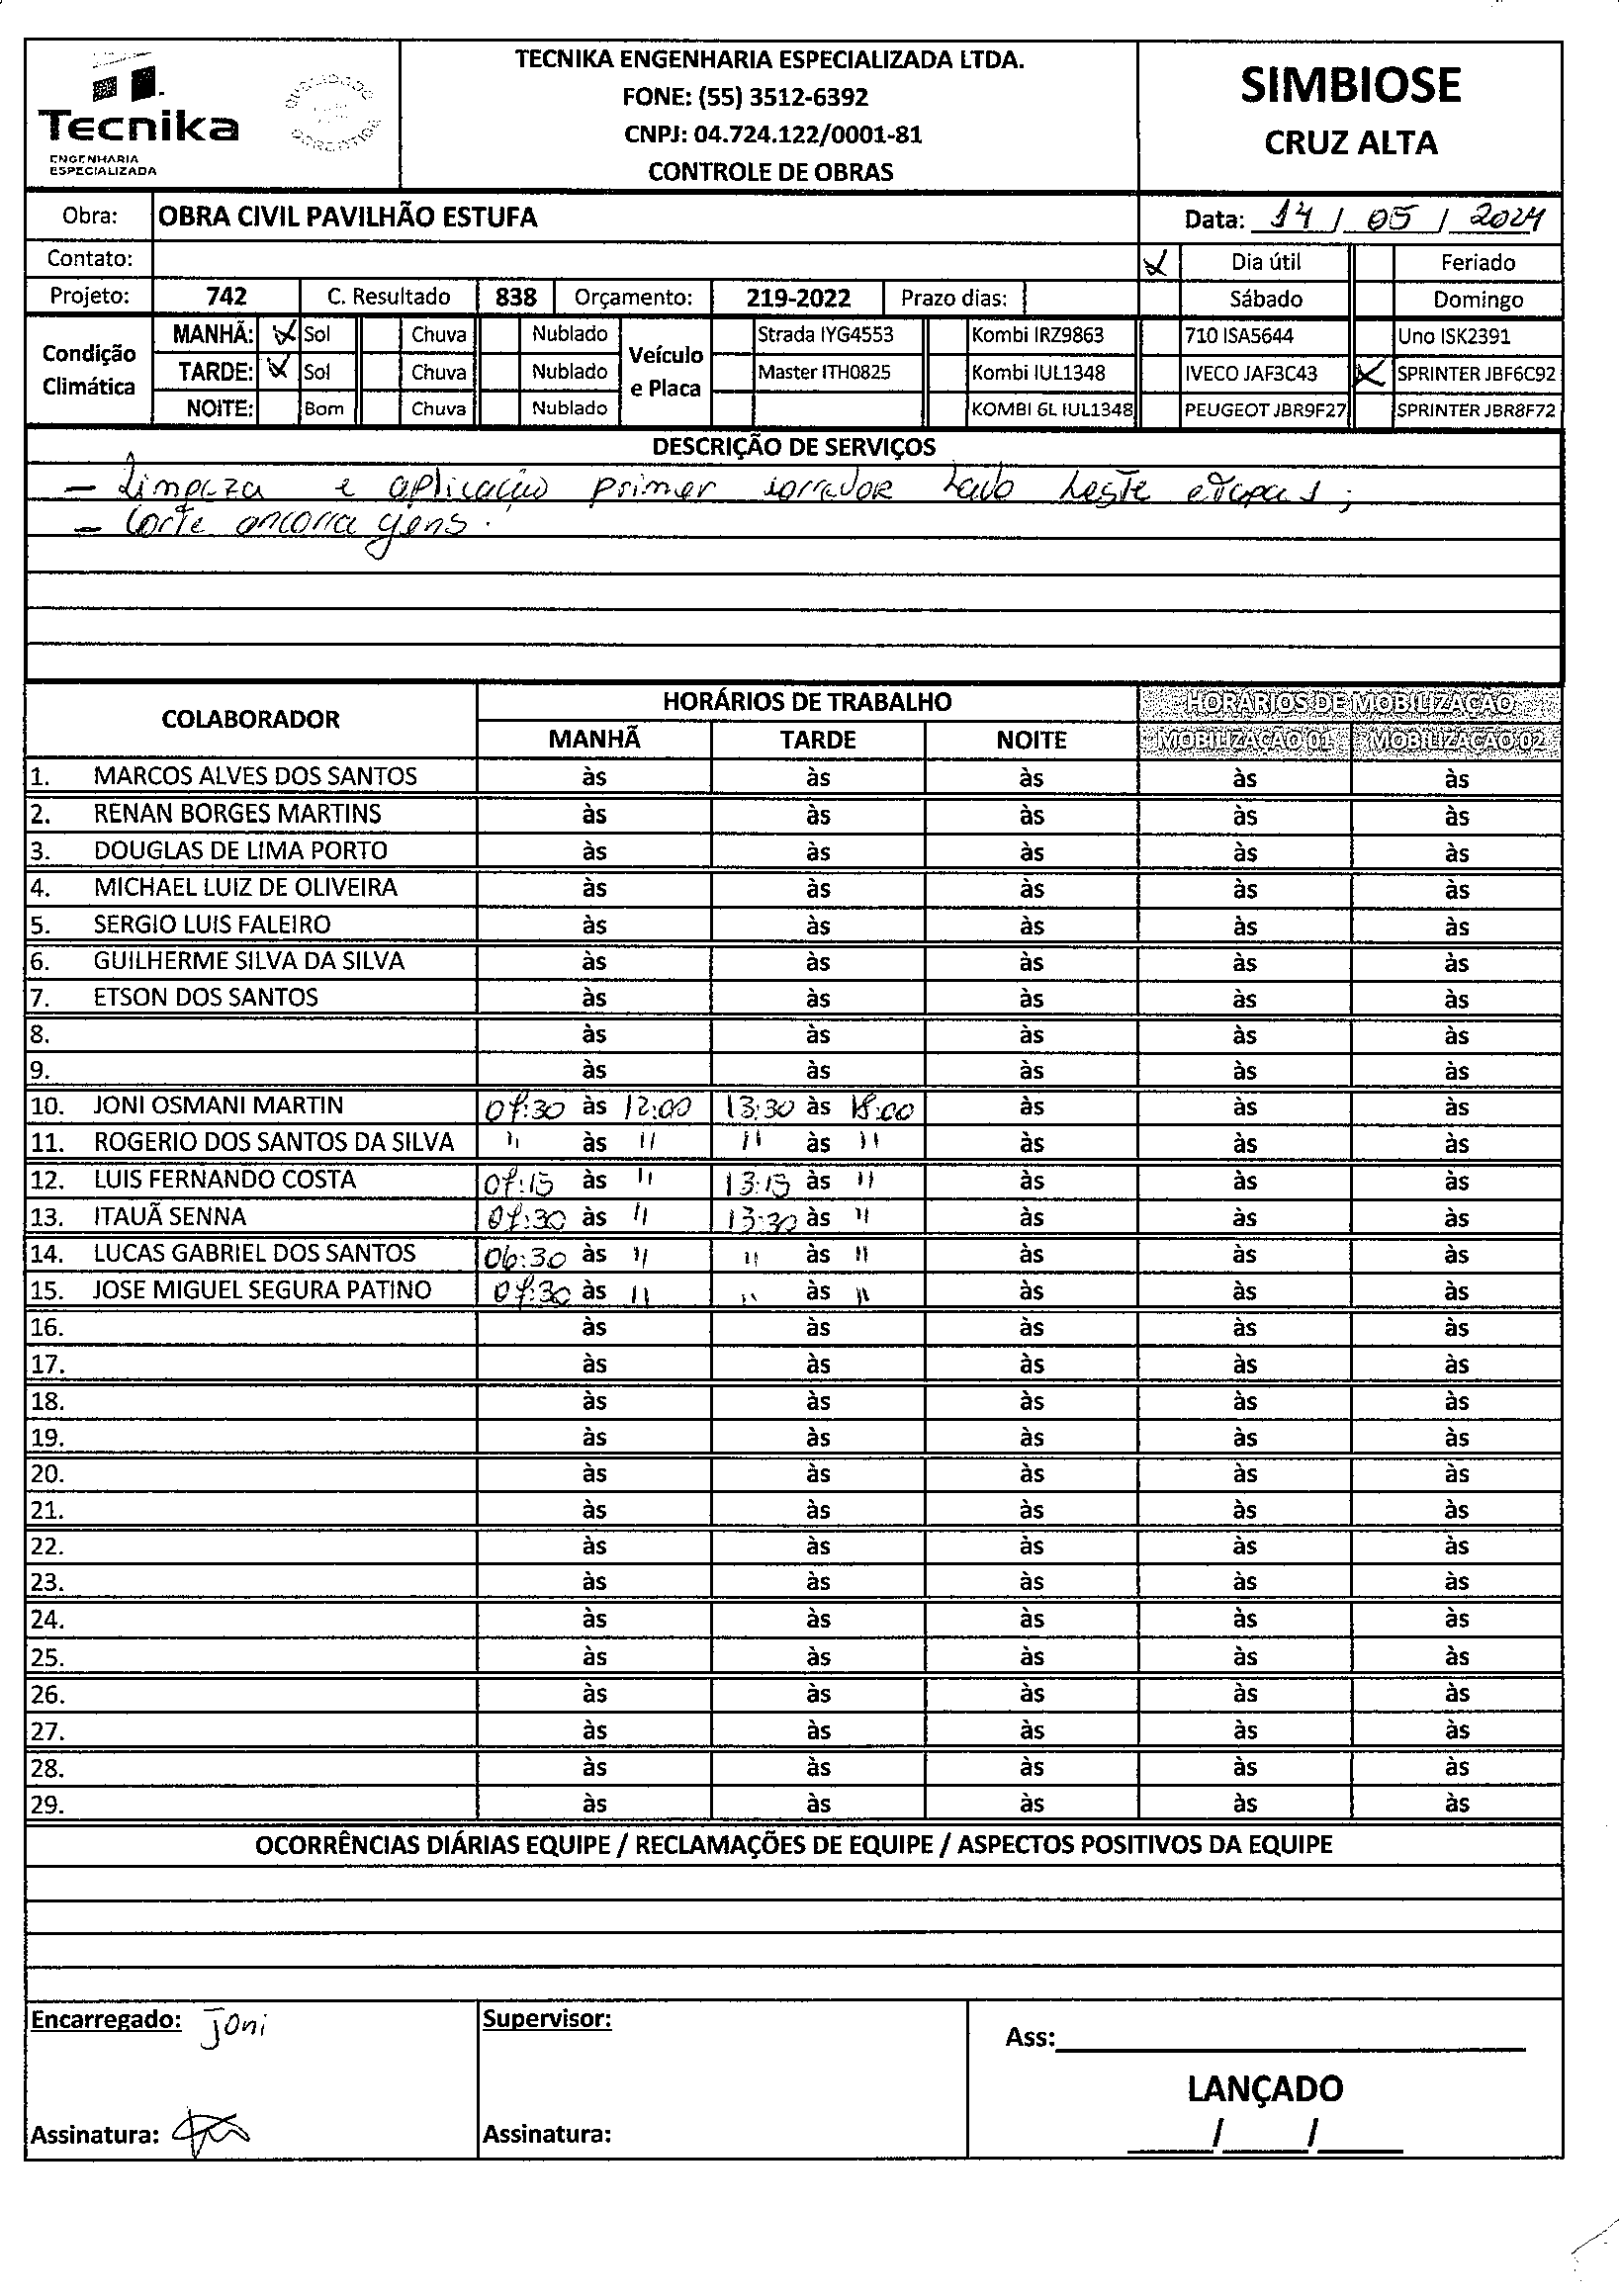 Tecnika
ENGENHARIA
ESPECIALIZADA
TECNIKA ENGENHARIA ESPECIALIZADA LTDA.
FONE: (55) 3512-6392
CNPJ: 04.724.122/0001-81
CONTROLE DE OBRAS
SIMBIOSE
CRUZ ALTA
Obra: OBRA CIVIL PAVILHÃO ESTUFA Data: 14 / 05 / 2024
Contato: Dia útil Feriado
Projeto: 742 C. Resultado 838 Orçamento: 219-2022 Prazo dias: Sábado Domingo
Condição Climática
MANHÃ: Sol Chuva Nublado
TARDE: Sol Chuva Nublado
NOITE: Bom Chuva Nublado
Veículo e Placa
Strada IYG4553 Kombi IRZ9863 710 ISA5644 Uno ISK2391
Master ITH0825 Kombi IUL1348 IVECO JAF3C43 SPRINTER JBF6C92
KOMBI 6L IUL1348 PEUGEOT JBR9F27 SPRINTER JBR8F72
DESCRIÇÃO DE SERVIÇOS
- Limpeza e aplicação primer Lado Leste etapa 1;
- Corte ancoragens.
COLABORADOR HORÁRIOS DE TRABALHO HORÁRIOS DE MOBILIZAÇÃO
MANHÃ TARDE NOITE MOBILIZAÇÃO 01 MOBILIZAÇÃO 02
1. MARCOS ALVES DOS SANTOS às às às às às
2. RENAN BORGES MARTINS às às às às às
3. DOUGLAS DE LIMA PORTO às às às às às
4. MICHAEL LUIZ DE OLIVEIRA às às às às às
5. SERGIO LUIS FALEIRO às às às às às
6. GUILHERME SILVA DA SILVA às às às às às
7. ETSON DOS SANTOS às às às às às
8. às às às às às
9. às às às às às
10. JONI OSMANI MARTIN 07:30 às 12:00 13:30 às 18:00 às às às
11. ROGERIO DOS SANTOS DA SILVA " às " " às " às às às
12. LUIS FERNANDO COSTA 07:15 às " 13:15 às " às às às
13. ITAUÃ SENNA 07:30 às " 13:30 às " às às às
14. LUCAS GABRIEL DOS SANTOS 06:30 às " " às " às às às
15. JOSE MIGUEL SEGURA PATINO 07:30 às " " às " às às às
16. às às às às às
17. às às às às às
18. às às às às às
19. às às às às às
20. às às às às às
21. às às às às às
22. às às às às às
23. às às às às às
24. às às às às às
25. às às às às às
26. às às às às às
27. às às às às às
28. às às às às às
29. às às às às às
OCORRÊNCIAS DIÁRIAS EQUIPE / RECLAMAÇÕES DE EQUIPE / ASPECTOS POSITIVOS DA EQUIPE
Encarregado: Joni
Assinatura:
Supervisor:
Assinatura:
Ass:
LANÇADO
/ /